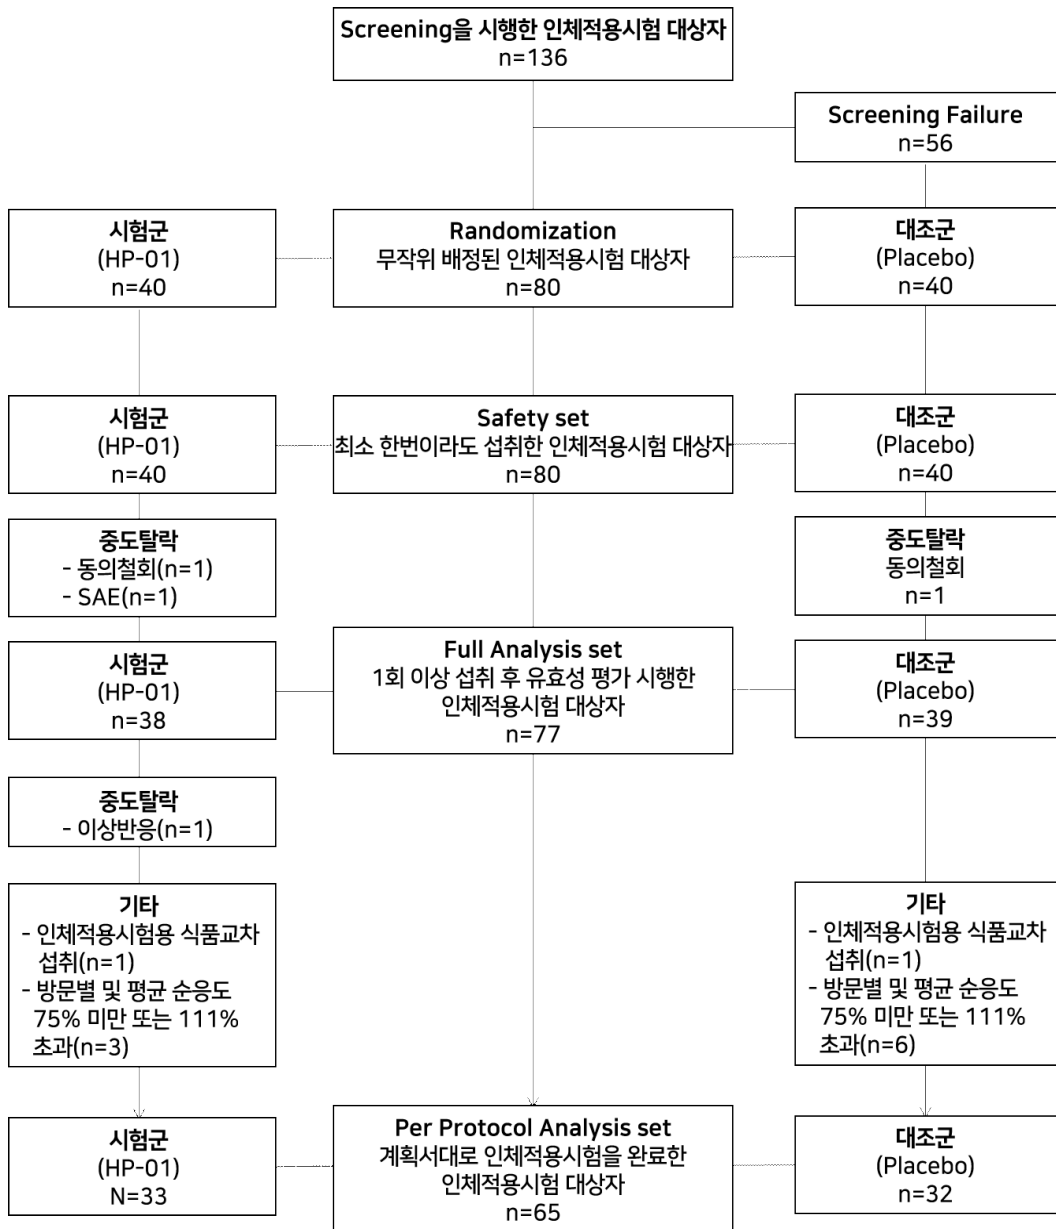 Screening을 시행한 인체적용시험 대상자
n=136
Screening Failure
n=56
시험군
(HP-01)
n=40
Randomization
무작위 배정된 인체적용시험 대상자
n=80
대조군
(Placebo)
n=40
시험군
(HP-01)
n=40
Safety set
최소 한번이라도 섭취한 인체적용시험 대상자
n=80
대조군
(Placebo)
n=40
중도탈락
- 동의철회(n=1)
- SAE(n=1)
중도탈락
동의철회
n=1
시험군
(HP-01)
n=38
Full Analysis set
1회 이상 섭취 후 유효성 평가 시행한
인체적용시험 대상자
n=77
대조군
(Placebo)
n=39
중도탈락
- 이상반응(n=1)
기타
- 인체적용시험용 식품교차
섭취(n=1)
- 방문별 및 평균 순응도
75% 미만 또는 111%
초과(n=3)
기타
- 인체적용시험용 식품교차
섭취(n=1)
- 방문별 및 평균 순응도
75% 미만 또는 111%
초과(n=6)
시험군
(HP-01)
N=33
Per Protocol Analysis set
계획서대로 인체적용시험을 완료한
인체적용시험 대상자
n=65
대조군
(Placebo)
n=32